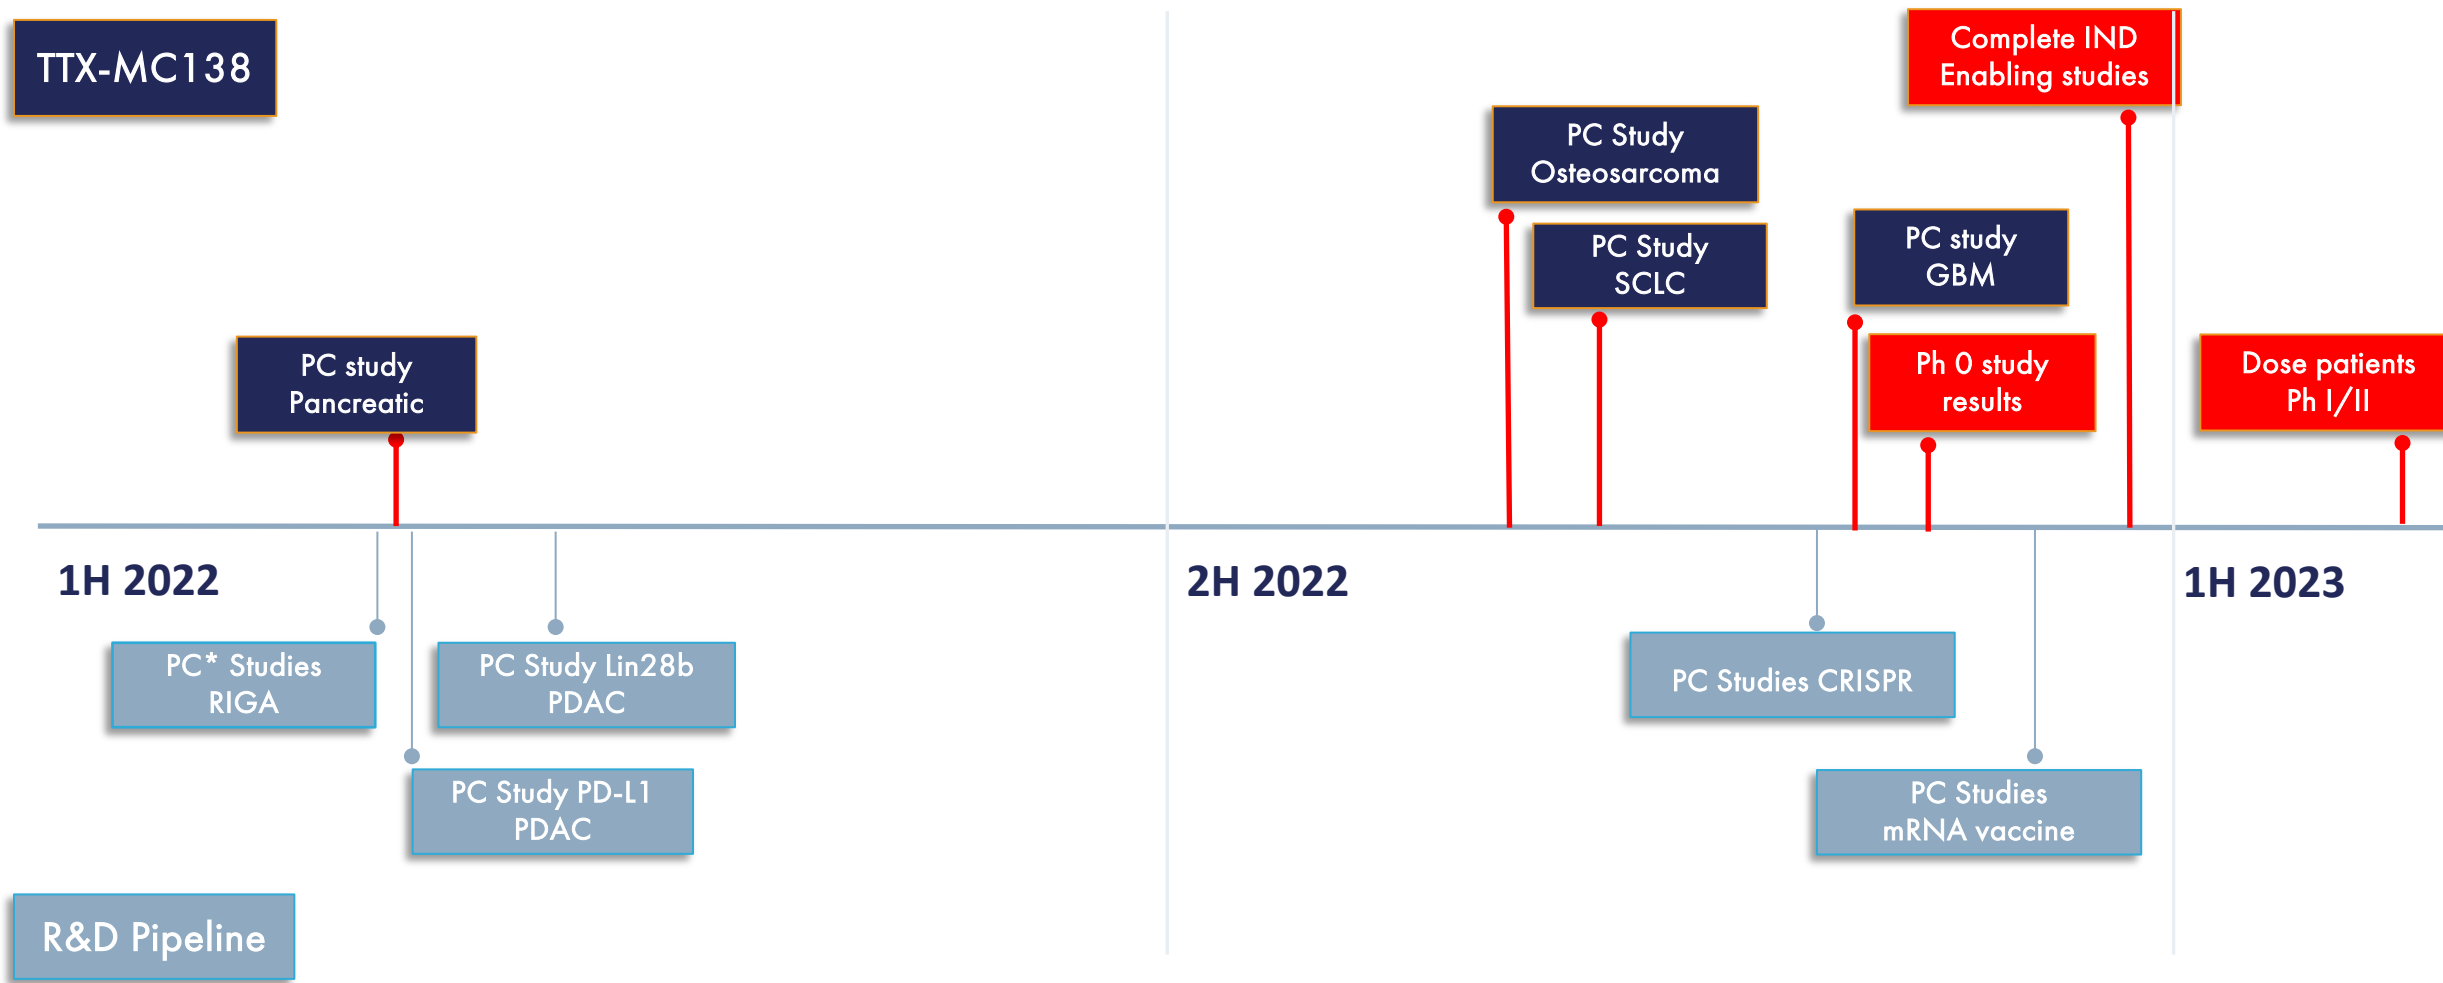 TTX-MC138
Complete IND
Enabling studies
PC Study
Osteosarcoma
PC Study
SCLC
PC study
GBM
PC study
Pancreatic
Ph 0 study
results
Dose patients
Ph I/II
1H 2022
2H 2022
1H 2023
PC* Studies
RIGA
PC Study Lin28b
PDAC
PC Studies CRISPR
PC Study PD-L1
PDAC
PC Studies
mRNA vaccine
R&D Pipeline